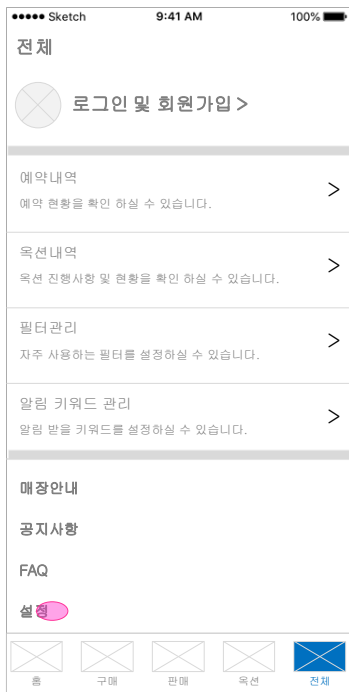 Sketch 9:41 AM 100%
전체
로그인 및 회원가입 >
예약내역
예약 현황을 확인 하실 수 있습니다.
옥션내역
옥션 진행사항 및 현황을 확인 하실 수 있습니다.
필터관리
자주 사용하는 필터를 설정하실 수 있습니다.
알림 키워드 관리
알림 받을 키워드를 설정하실 수 있습니다.
매장안내
공지사항
FAQ
설정
홈 구매 판매 옥션 전체